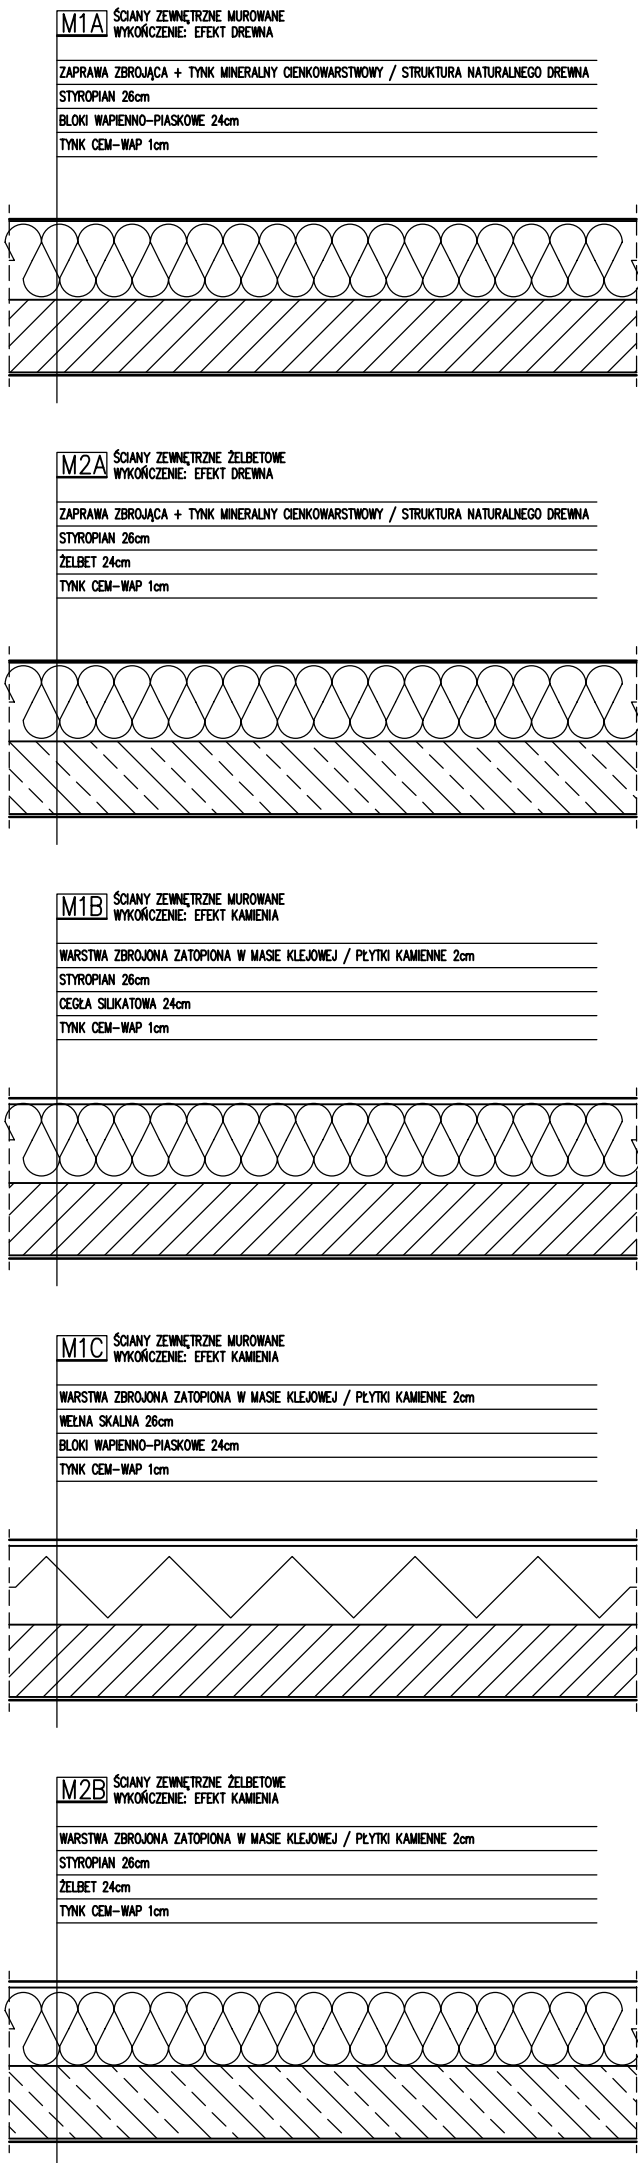 M1A
ŚCIANY ZEWNĘTRZNE MUROWANE
WYKOŃCZENIE: EFEKT DREWNA
ZAPRAWA ZBROJĄCA + TYNK MINERALNY CIENKOWARSTWOWY / STRUKTURA NATURALNEGO DREWNA
STYROPIAN 26cm
BLOKI WAPIENNO-PIASKOWE 24cm
TYNK CEM-WAP 1cm
M2A
ŚCIANY ZEWNĘTRZNE ŻELBETOWE
WYKOŃCZENIE: EFEKT DREWNA
ZAPRAWA ZBROJĄCA + TYNK MINERALNY CIENKOWARSTWOWY / STRUKTURA NATURALNEGO DREWNA
STYROPIAN 26cm
ŻELBET 24cm
TYNK CEM-WAP 1cm
M1B
ŚCIANY ZEWNĘTRZNE MUROWANE
WYKOŃCZENIE: EFEKT KAMIENIA
WARSTWA ZBROJONA ZATOPIONA W MASIE KLEJOWEJ / PŁYTKI KAMIENNE 2cm
STYROPIAN 26cm
CEGŁA SILIKATOWA 24cm
TYNK CEM-WAP 1cm
M1C
ŚCIANY ZEWNĘTRZNE MUROWANE
WYKOŃCZENIE: EFEKT KAMIENIA
WARSTWA ZBROJONA ZATOPIONA W MASIE KLEJOWEJ / PŁYTKI KAMIENNE 2cm
WEŁNA SKALNA 26cm
BLOKI WAPIENNO-PIASKOWE 24cm
TYNK CEM-WAP 1cm
M2B
ŚCIANY ZEWNĘTRZNE ŻELBETOWE
WYKOŃCZENIE: EFEKT KAMIENIA
WARSTWA ZBROJONA ZATOPIONA W MASIE KLEJOWEJ / PŁYTKI KAMIENNE 2cm
STYROPIAN 26cm
ŻELBET 24cm
TYNK CEM-WAP 1cm